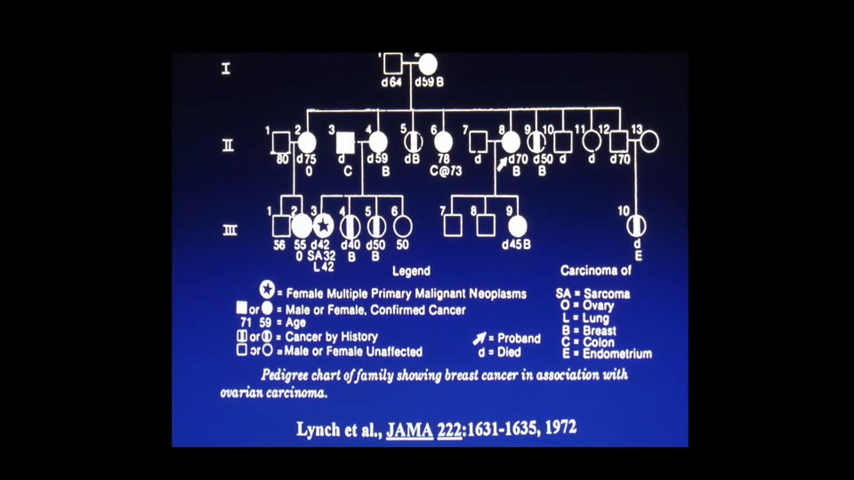 1 2
I
d64 d59B
1 2 3 4 5 6 7 8 9 10 11 12 13
II
80 d75 d d59 dB 78 d d70 d50 d d d70
O C B C@73 B B
1 2 3 4 5 6 7 8 9 10
III
56 55 d42 d40 d50 50 d45B d
O SA32 B B E
L42
Legend Carcinoma of
= Female Multiple Primary Malignant Neoplasms SA = Sarcoma
or = Male or Female, Confirmed Cancer O = Ovary
71 59 = Age L = Lung
or = Cancer by History = Proband B = Breast
or = Male or Female Unaffected d = Died C = Colon
E = Endometrium
Pedigree chart of family showing breast cancer in association with
ovarian carcinoma.
Lynch et al., JAMA 222:1631-1635, 1972